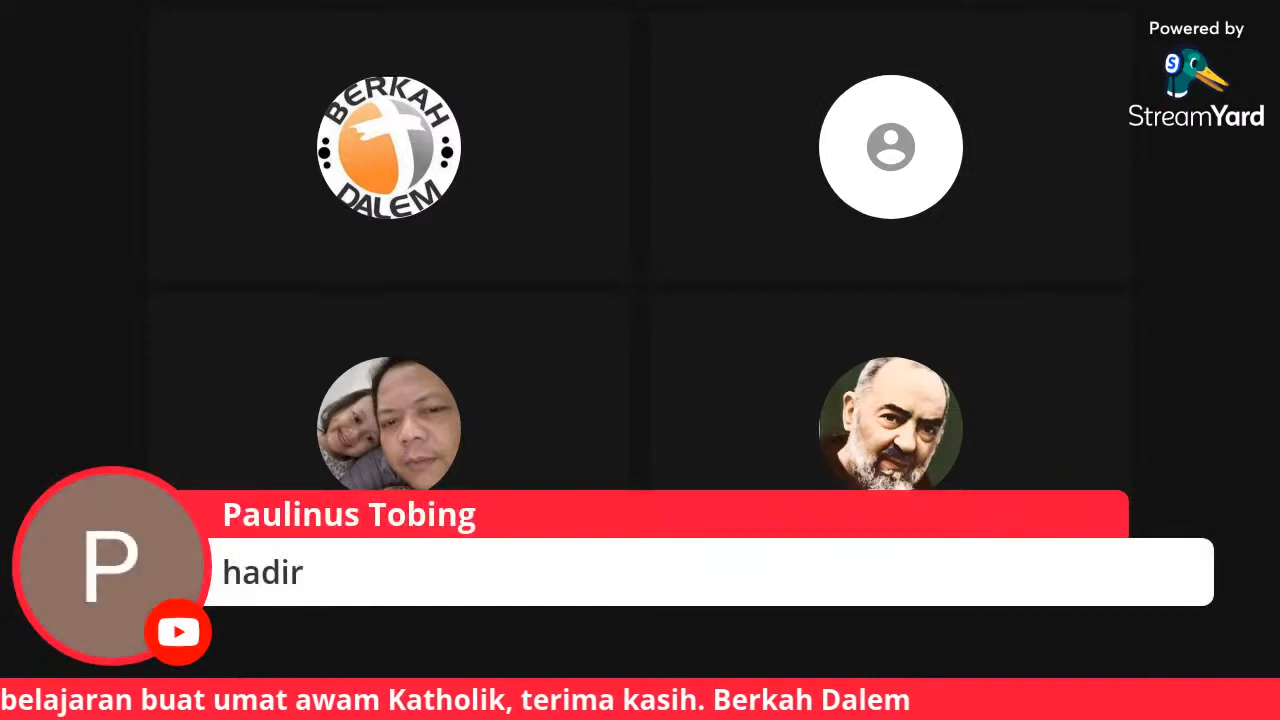 Powered by
S
StreamYard
BERKAH
DALEM
Paulinus Tobing
P
hadir
belajaran buat umat awam Katholik, terima kasih. Berkah Dalem